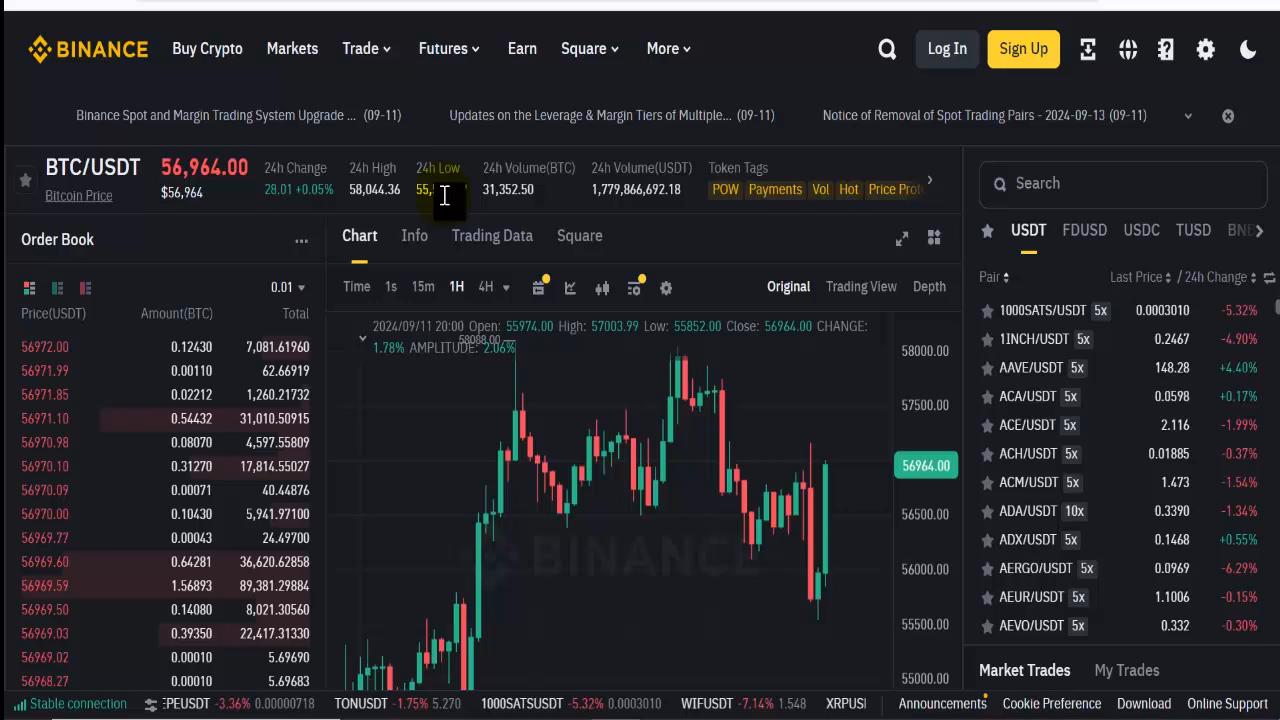 BINANCE Buy Crypto Markets Trade Futures Earn Square More Log In Sign Up
Binance Spot and Margin Trading System Upgrade ... (09-11) Updates on the Leverage & Margin Tiers of Multiple... (09-11) Notice of Removal of Spot Trading Pairs - 2024-09-13 (09-11)
BTC/USDT 56,964.00 24h Change 24h High 24h Low 24h Volume(BTC) 24h Volume(USDT) Token Tags
Bitcoin Price $56,964 28.01 +0.05% 58,044.36 31,352.50 1,779,866,692.18 POW Payments Vol Hot Price
Search
Order Book ...
Chart Info Trading Data Square
USDT FDUSD USDC TUSD
Pair Last Price / 24h Change
0.01
Time 1s 15m 1H 4H Original Trading View Depth
Price(USDT) Amount(BTC) Total
2024/09/11 20:00 Open: 55974.00 High: 57003.99 Low: 55852.00 Close: 56964.00 CHANGE:
1.78% AMPLITUDE: 2.06%
58088.00
56972.00 0.12430 7,081.61960
56971.99 0.00110 62.66919
56971.85 0.02212 1,260.21732
56971.10 0.54432 31,010.50915
56970.98 0.08070 4,597.55809
56970.10 0.31270 17,814.55027
56970.09 0.00071 40.44876
56970.00 0.10430 5,941.97100
56969.77 0.00043 24.49700
56969.60 0.64281 36,620.62858
56969.59 1.56893 89,381.29884
56969.50 0.14080 8,021.30560
56969.03 0.39350 22,417.31330
56969.02 0.00010 5.69690
56968.27 0.00010 5.69683
58000.00
57500.00
56964.00
56500.00
56000.00
55500.00
55000.00
BINANCE
1000SATS/USDT 5x 0.0003010 -5.32%
1INCH/USDT 5x 0.2467 -4.90%
AAVE/USDT 5x 148.28 +4.40%
ACA/USDT 5x 0.0598 +0.17%
ACE/USDT 5x 2.116 -1.99%
ACH/USDT 5x 0.01885 -0.37%
ACM/USDT 5x 1.473 -1.54%
ADA/USDT 10x 0.3390 -1.34%
ADX/USDT 5x 0.1468 +0.55%
AERGO/USDT 5x 0.0969 -6.29%
AEUR/USDT 5x 1.1006 -0.15%
AEVO/USDT 5x 0.332 -0.30%
Market Trades My Trades
Stable connection EPEUSDT -3.36% 0.00000718 TONUSDT -1.75% 5.270 1000SATSUSDT -5.32% 0.0003010 WIFUSDT -7.14% 1.548 Announcements Cookie Preference Download Online Support